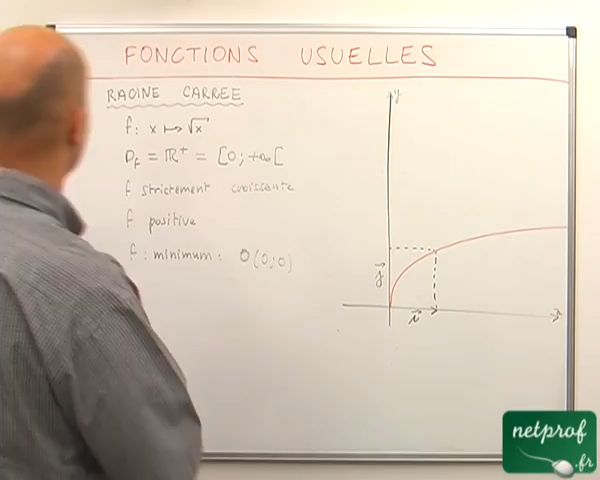 FONCTIONS USUELLES
RACINE CARREE
f: x ↦ √x
Df = ℝ⁺ = [0; +∞[
f strictement croissante
f positive
f: minimum: O(0;0)
y
j
i
x
netprof
.fr